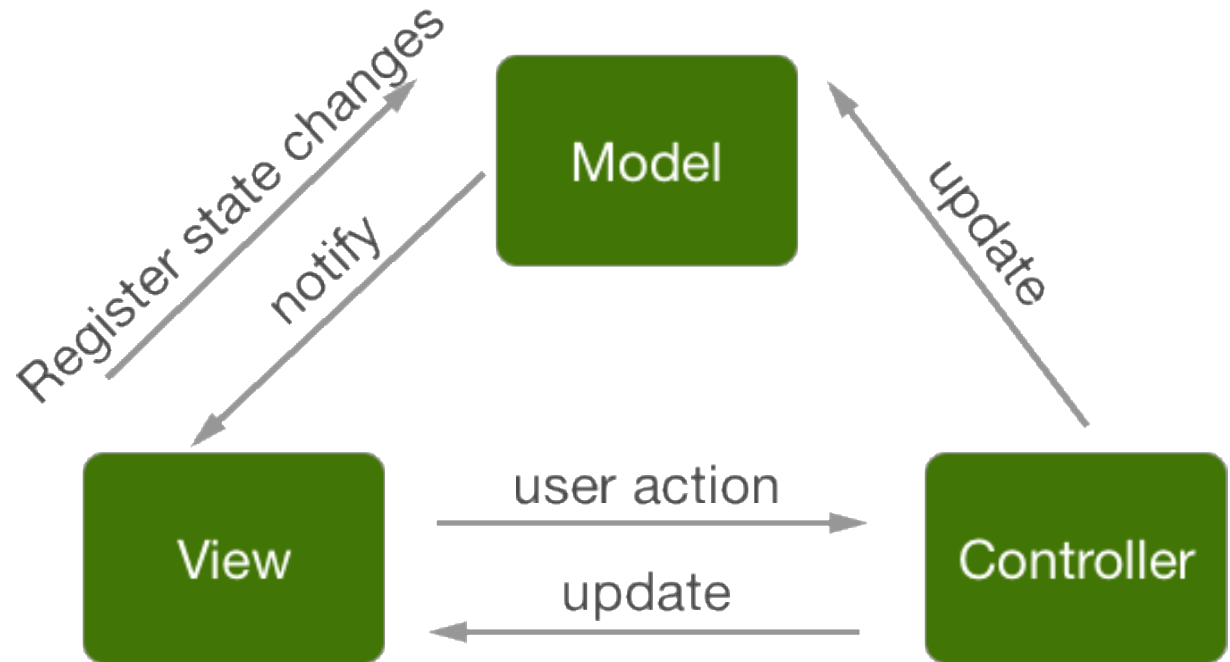 Register state changes
Model
notify
update
user action
View
Controller
update